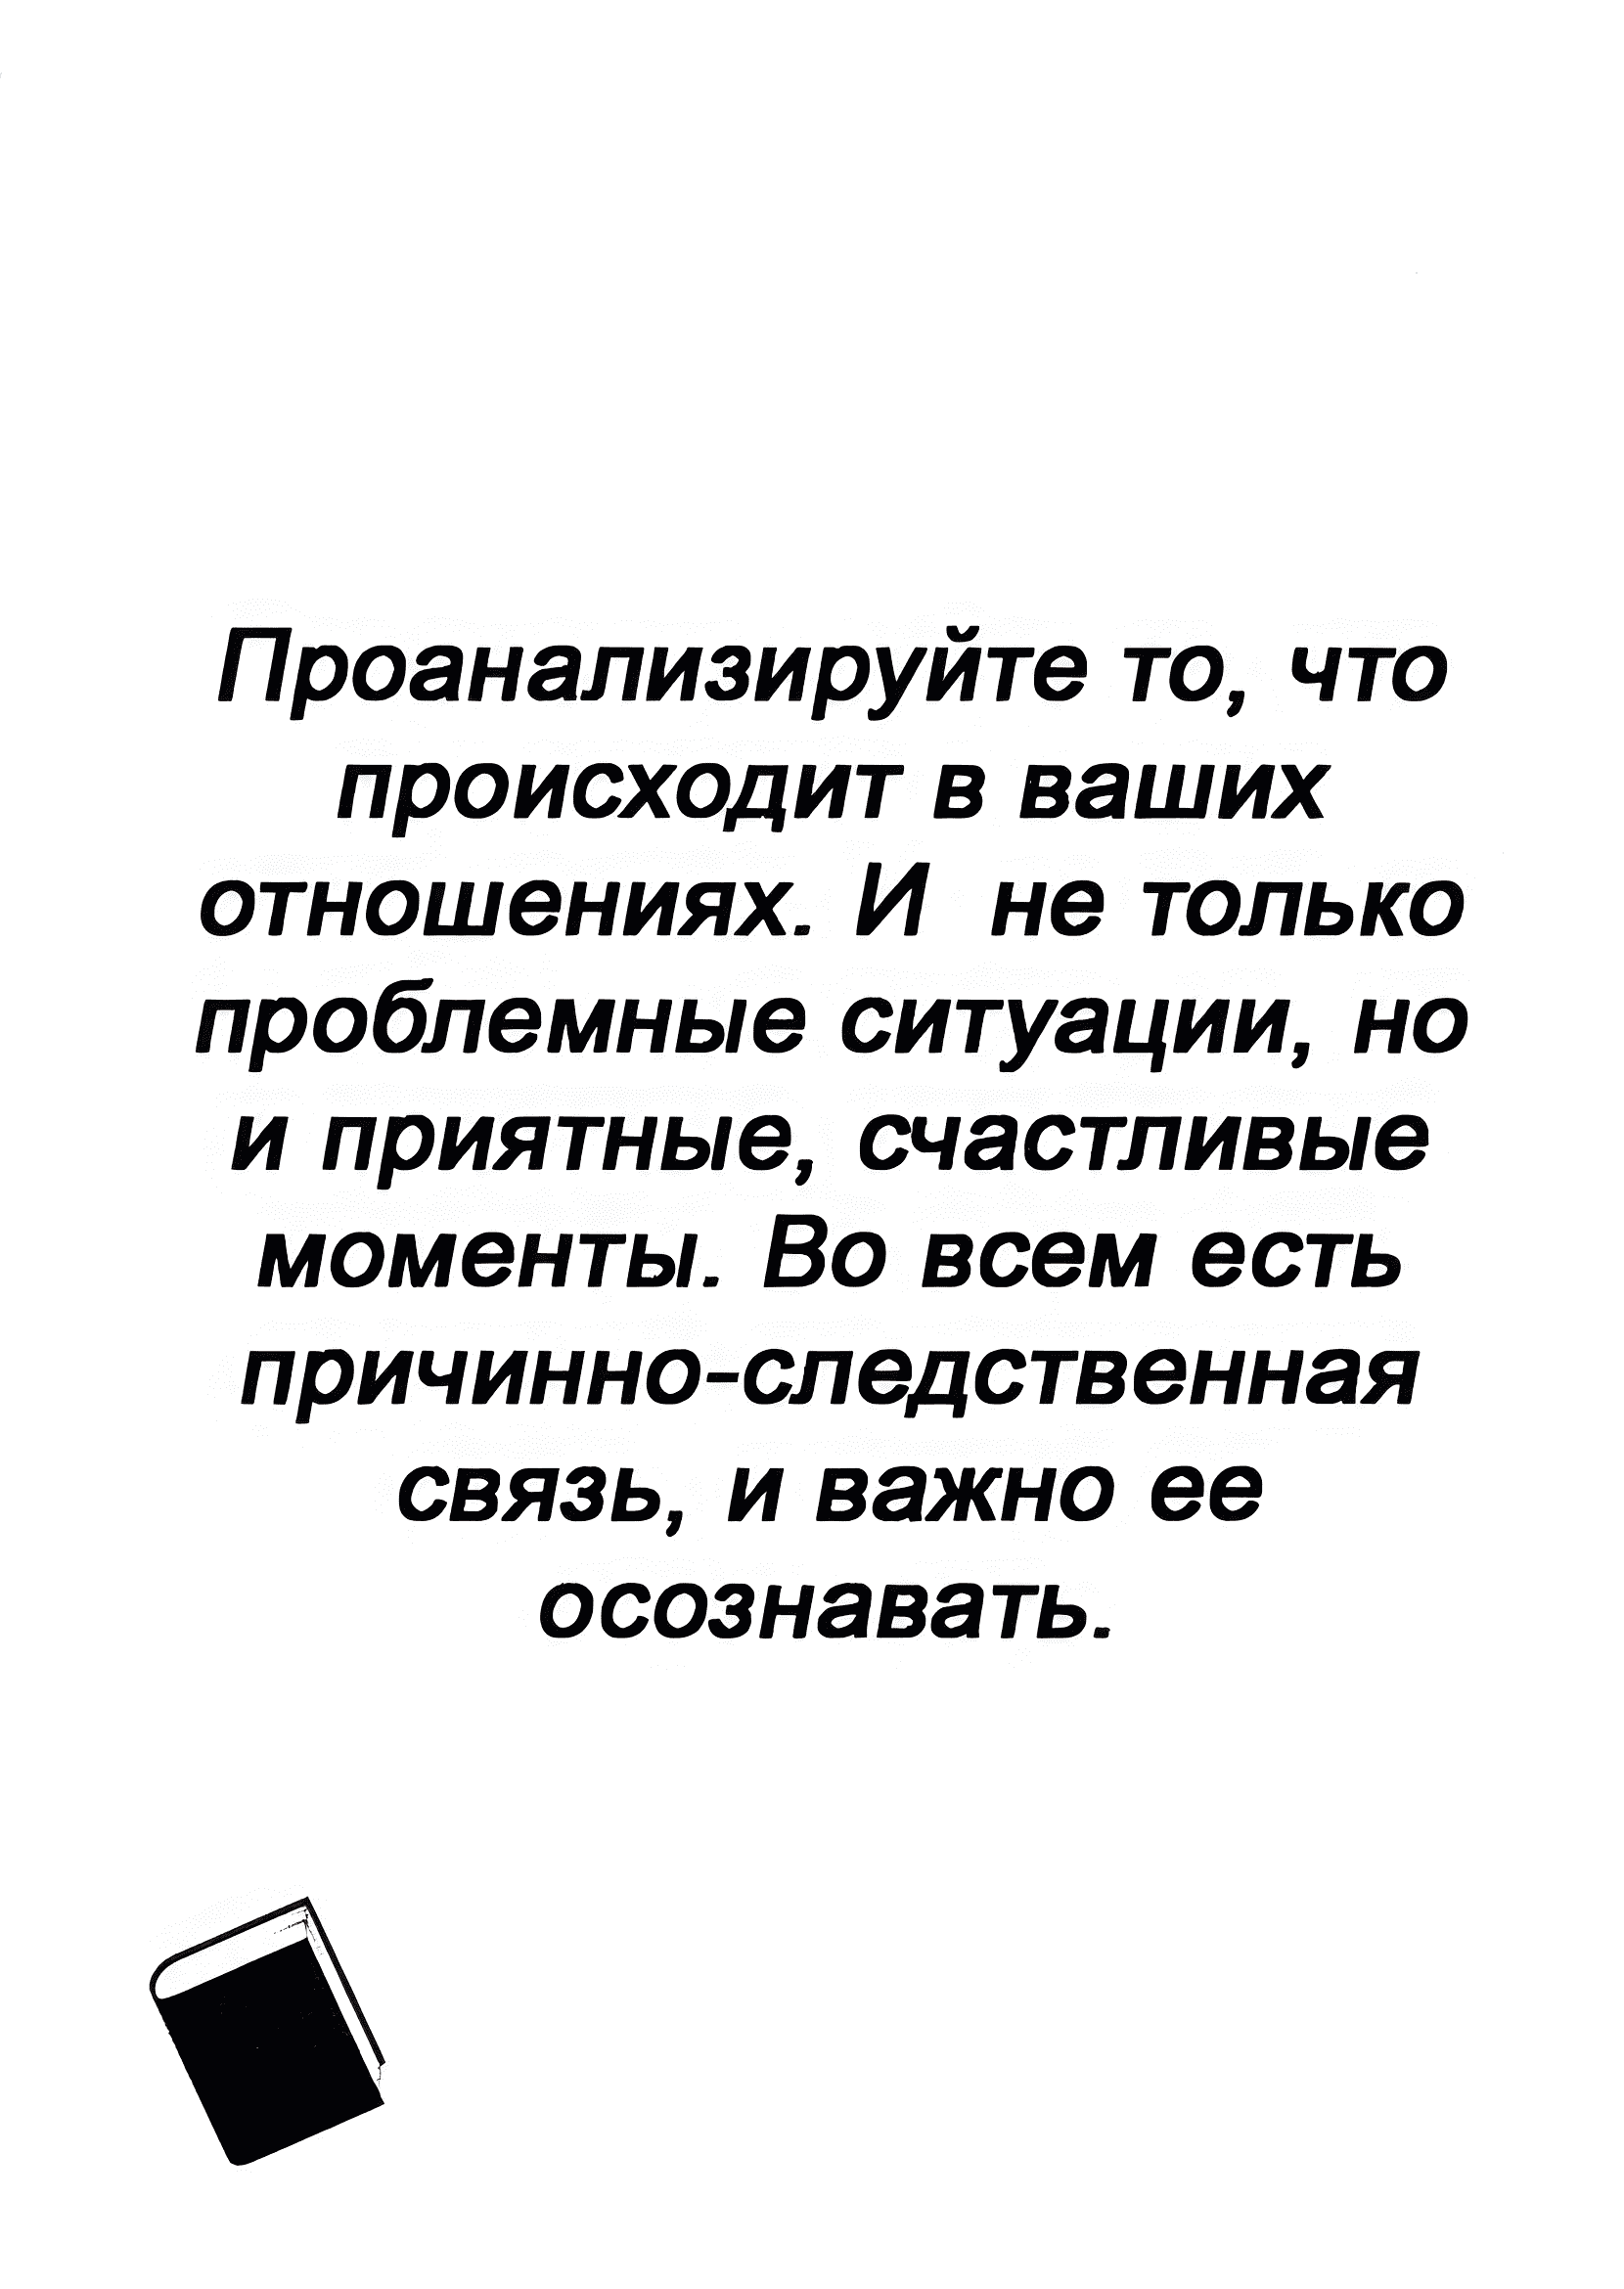 Проанализируйте то, что
происходит в ваших
отношениях. И не только
проблемные ситуации, но
и приятные, счастливые
моменты. Во всем есть
причинно-следственная
связь, и важно ее
осознавать.